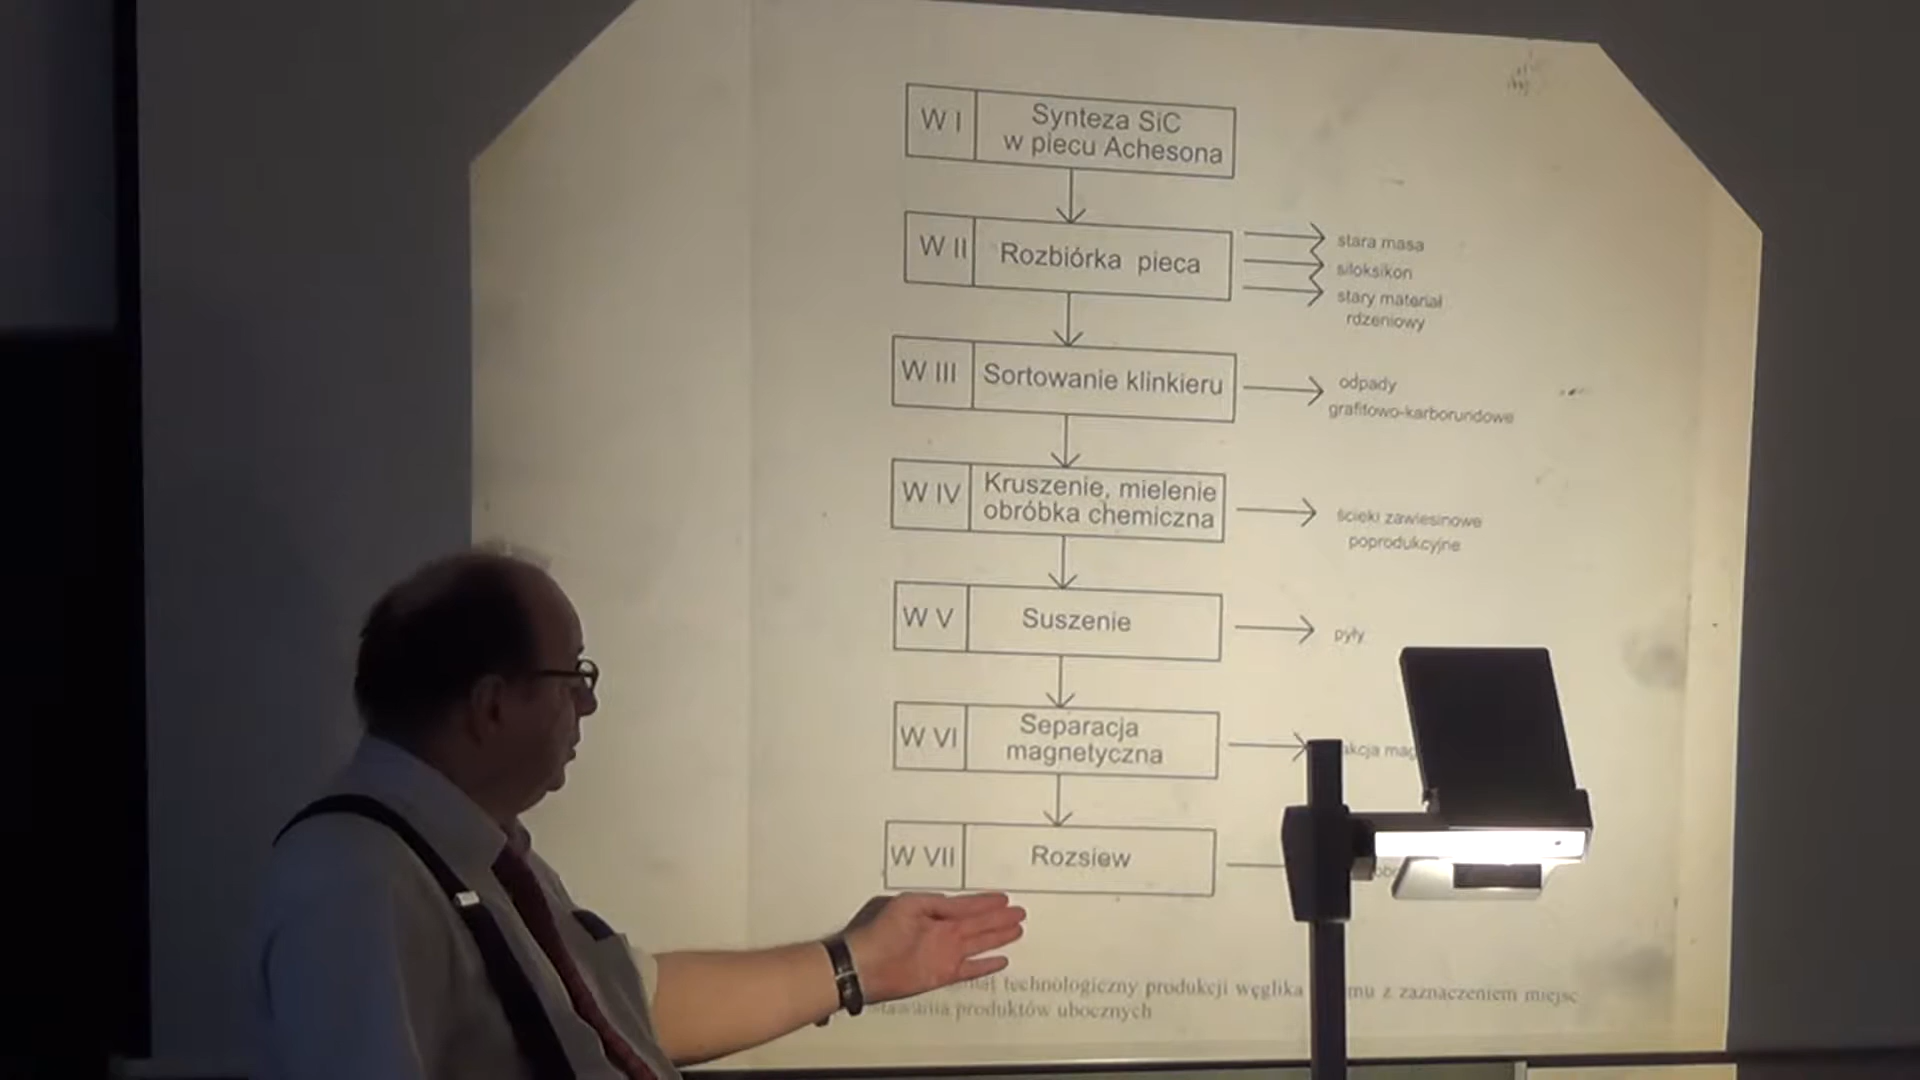 W I
Synteza SiC
w piecu Achesona
W II
Rozbiórka pieca
stara masa
siloksikon
stary materiał
rdzeniowy
W III
Sortowanie klinkieru
odpady
grafitowo-karborundowe
W IV
Kruszenie, mielenie
obróbka chemiczna
ścieki zawiesinowe
poprodukcyjne
W V
Suszenie
pyły
W VI
Separacja
magnetyczna
W VII
Rozsiew
technologiczny produkcji węglika z zaznaczeniem miejsc
produktów ubocznych